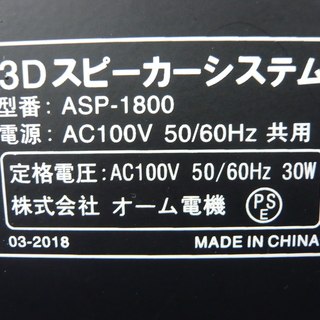 3Dスピーカーシステム
型番：ASP-1800
電源：AC100V 50/60Hz 共用
定格電圧：AC100V 50/60Hz 30W
株式会社 オーム電機 PSE
03-2018 MADE IN CHINA